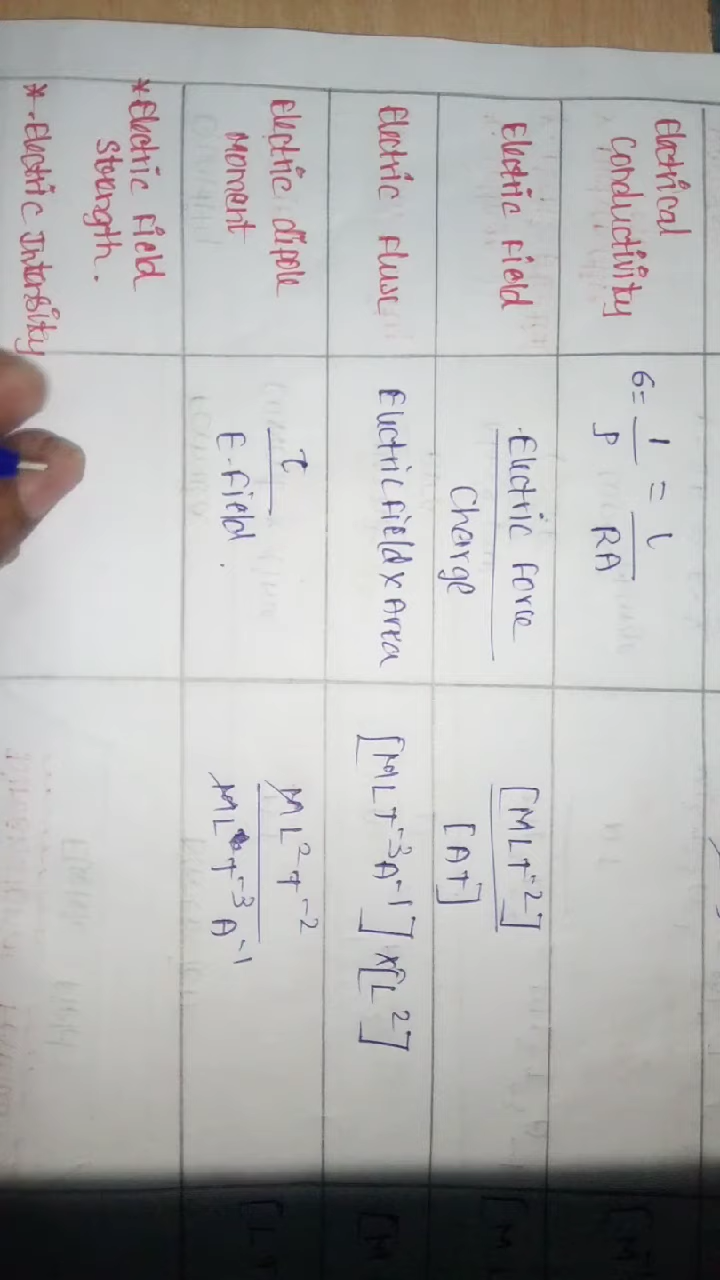 Electrical
Conductivity
σ = 1/ρ = l/RA
[M
Electric Field
Electric Force
Charge
[MLT⁻²]
[AT]
[M
Electric Flux
Electric Field × Area
[MLT⁻³A⁻¹] × [L²]
[M
Electric dipole
Moment
τ
E-Field.
ML²T⁻²
MLT⁻³A⁻¹
[LT
*Electric Field
Strength.
*Electric Intensity